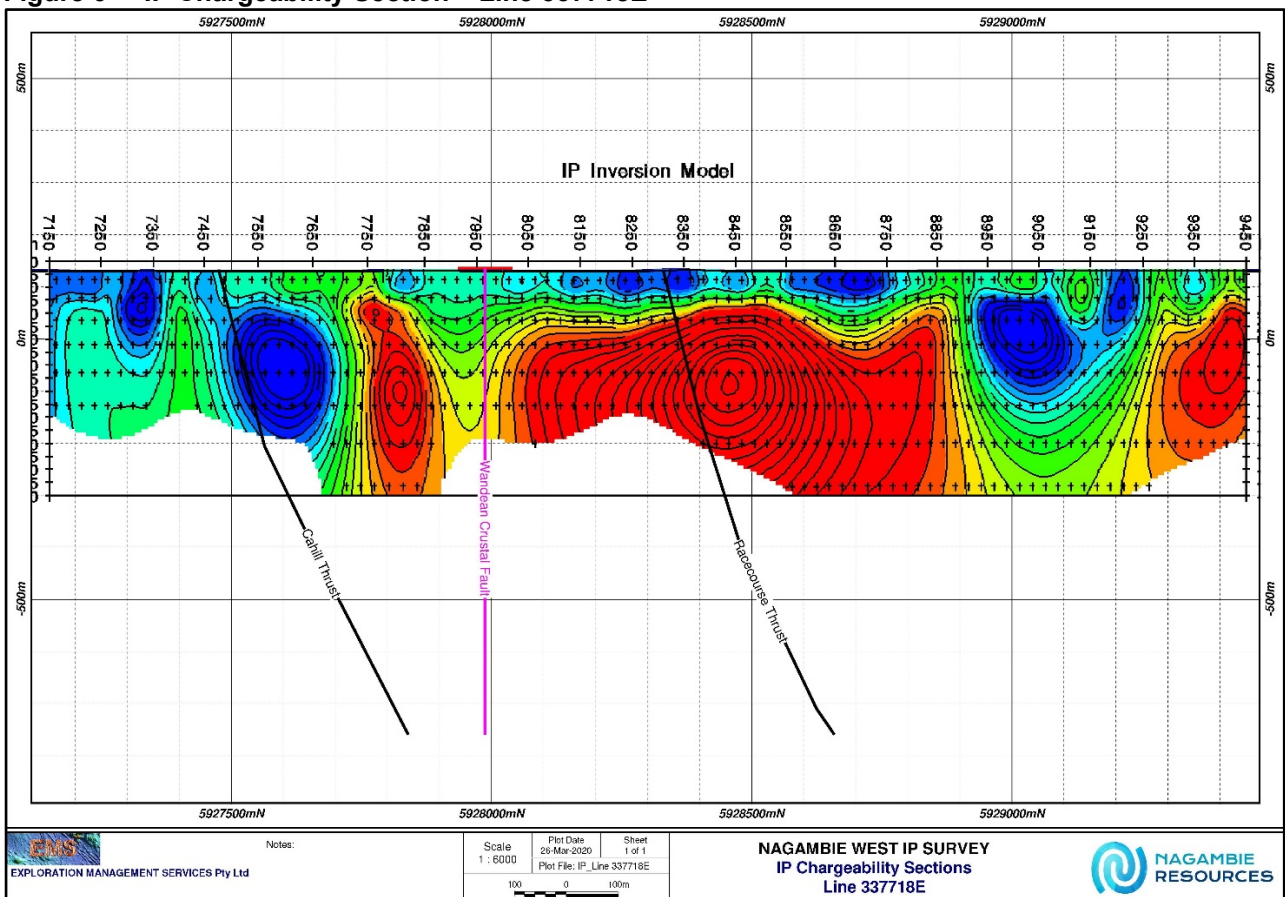 5927500mN 5928000mN 5928500mN 5929000mN
500m 500m
IP Inversion Model
7150 7250 7350 7450 7550 7650 7750 7850 7950 8050 8150 8250 8350 8450 8550 8650 8750 8850 8950 9050 9150 9250 9350 9450
0m 0m
Wandean Crustal Fault
Cahill Thrust
Racecourse Thrust
-500m -500m
5927500mN 5928000mN 5928500mN 5929000mN
EMS
EXPLORATION MANAGEMENT SERVICES Pty Ltd
Notes:
Scale
1 : 6000
Plot Date
26-Mar-2020
Sheet
1 of 1
Plot File: IP_Line 337718E
100 0 100m
NAGAMBIE WEST IP SURVEY
IP Chargeability Sections
Line 337718E
NAGAMBIE
RESOURCES